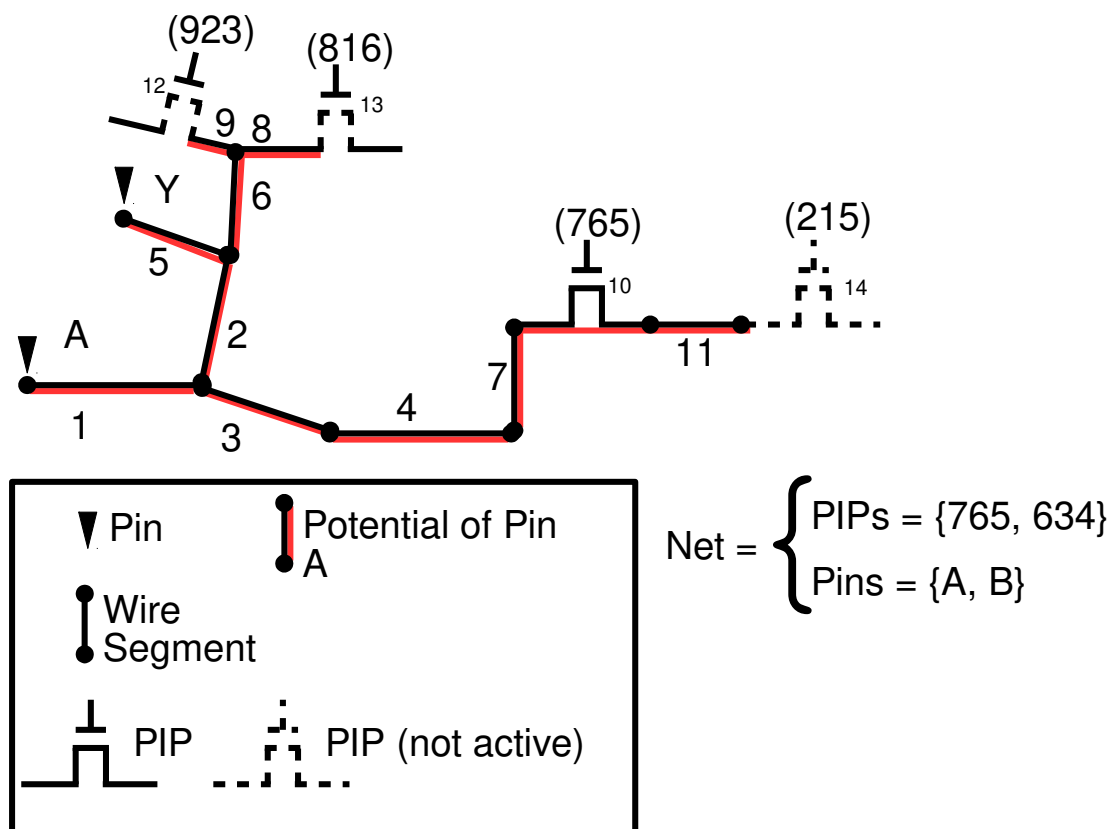 (923)
(816)
12
13
9
8
Y
6
(765)
(215)
5
10
14
A
2
11
7
1
3
4
Pin
Potential of Pin
A
Wire
Segment
PIP
PIP (not active)
Net =
PIPs = {765, 634}
Pins = {A, B}